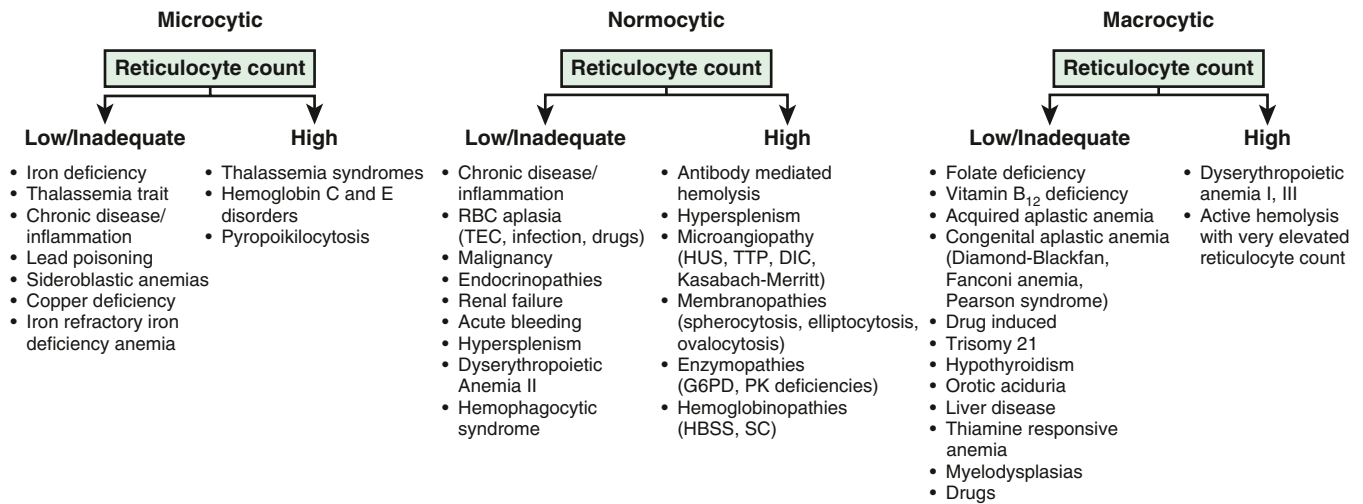 Microcytic
Reticulocyte count
Low/Inadequate
• Iron deficiency
• Thalassemia trait
• Chronic disease/
inflammation
• Lead poisoning
• Sideroblastic anemias
• Copper deficiency
• Iron refractory iron
deficiency anemia
High
• Thalassemia syndromes
• Hemoglobin C and E
disorders
• Pyropoikilocytosis
Normocytic
Reticulocyte count
Low/Inadequate
• Chronic disease/
inflammation
• RBC aplasia
(TEC, infection, drugs)
• Malignancy
• Endocrinopathies
• Renal failure
• Acute bleeding
• Hypersplenism
• Dyserythropoietic
Anemia II
• Hemophagocytic
syndrome
High
• Antibody mediated
hemolysis
• Hypersplenism
• Microangiopathy
(HUS, TTP, DIC,
Kasabach-Merritt)
• Membranopathies
(spherocytosis, elliptocytosis,
ovalocytosis)
• Enzymopathies
(G6PD, PK deficiencies)
• Hemoglobinopathies
(HBSS, SC)
Macrocytic
Reticulocyte count
Low/Inadequate
• Folate deficiency
• Vitamin B12 deficiency
• Acquired aplastic anemia
• Congenital aplastic anemia
(Diamond-Blackfan,
Fanconi anemia,
Pearson syndrome)
• Drug induced
• Trisomy 21
• Hypothyroidism
• Orotic aciduria
• Liver disease
• Thiamine responsive
anemia
• Myelodysplasias
• Drugs
High
• Dyserythropoietic
anemia I, III
• Active hemolysis
with very elevated
reticulocyte count